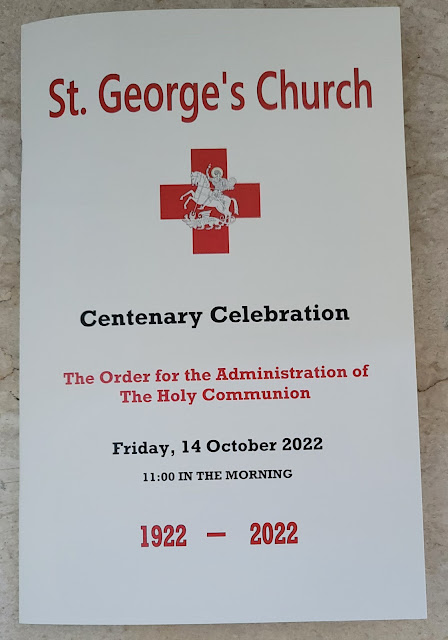 St. George's Church
Centenary Celebration
The Order for the Administration of
The Holy Communion
Friday, 14 October 2022
11:00 IN THE MORNING
1922 — 2022